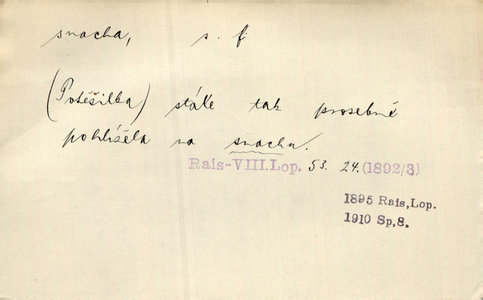 snacha, s. f
(Potěšilka) stále tak prosebně
pohlížela na snachu.
Rais-VIII.Lop. 53. 24. (1892/3)
1895 Rais,Lop.
1910 Sp,8.